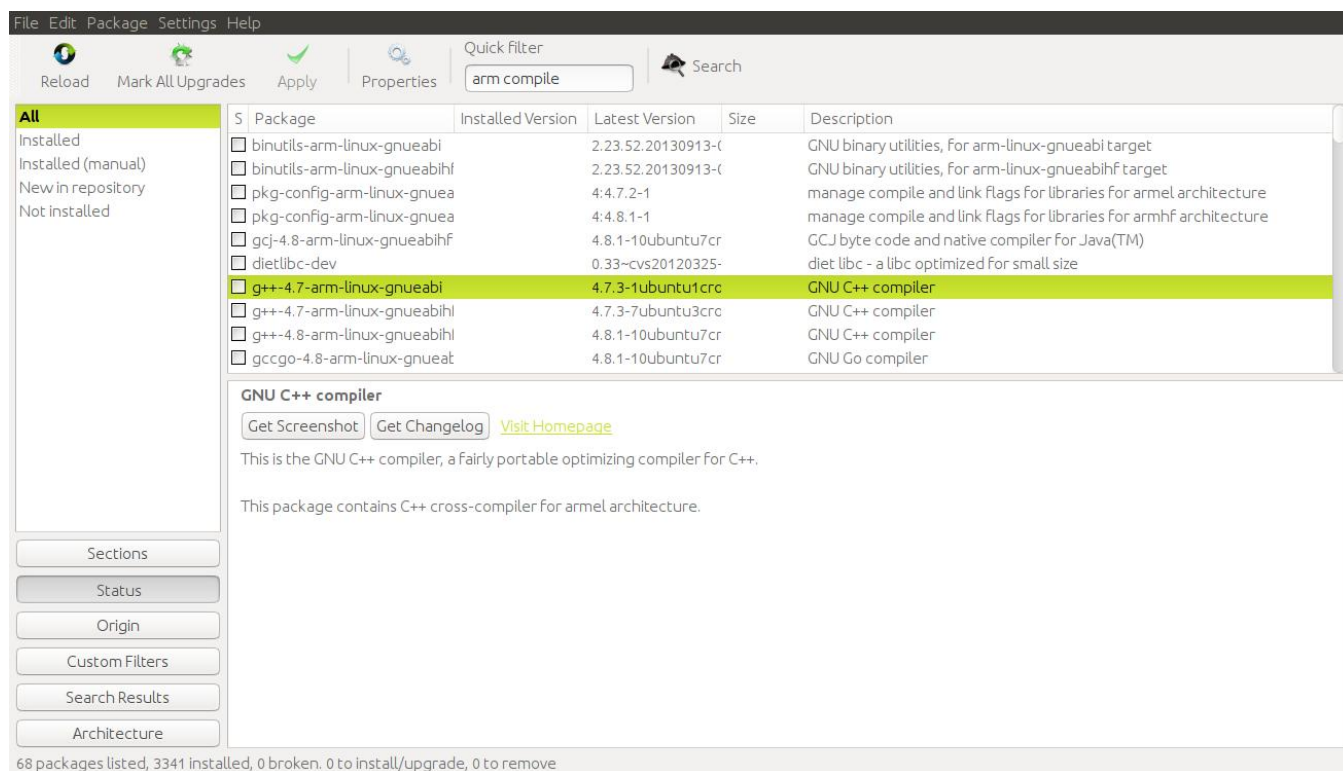 File Edit Package Settings Help
Quick filter
Reload Mark All Upgrades Apply Properties arm compile Search
All
Installed
Installed (manual)
New in repository
Not installed
S Package Installed Version Latest Version Size Description
binutils-arm-linux-gnueabi 2.23.52.20130913-( GNU binary utilities, for arm-linux-gnueabi target
binutils-arm-linux-gnueabihf 2.23.52.20130913-( GNU binary utilities, for arm-linux-gnueabihf target
pkg-config-arm-linux-gnuea 4:4.7.2-1 manage compile and link flags for libraries for armel architecture
pkg-config-arm-linux-gnuea 4:4.8.1-1 manage compile and link flags for libraries for armhf architecture
gcj-4.8-arm-linux-gnueabihf 4.8.1-10ubuntu7cr GCJ byte code and native compiler for Java(TM)
dietlibc-dev 0.33~cvs20120325- diet libc - a libc optimized for small size
g++-4.7-arm-linux-gnueabi 4.7.3-1ubuntu1cro GNU C++ compiler
g++-4.7-arm-linux-gnueabihl 4.7.3-7ubuntu3cro GNU C++ compiler
g++-4.8-arm-linux-gnueabihl 4.8.1-10ubuntu7cr GNU C++ compiler
gccgo-4.8-arm-linux-gnueat 4.8.1-10ubuntu7cr GNU Go compiler
GNU C++ compiler
Get Screenshot Get Changelog Visit Homepage
This is the GNU C++ compiler, a fairly portable optimizing compiler for C++.
This package contains C++ cross-compiler for armel architecture.
Sections
Status
Origin
Custom Filters
Search Results
Architecture
68 packages listed, 3341 installed, 0 broken. 0 to install/upgrade, 0 to remove